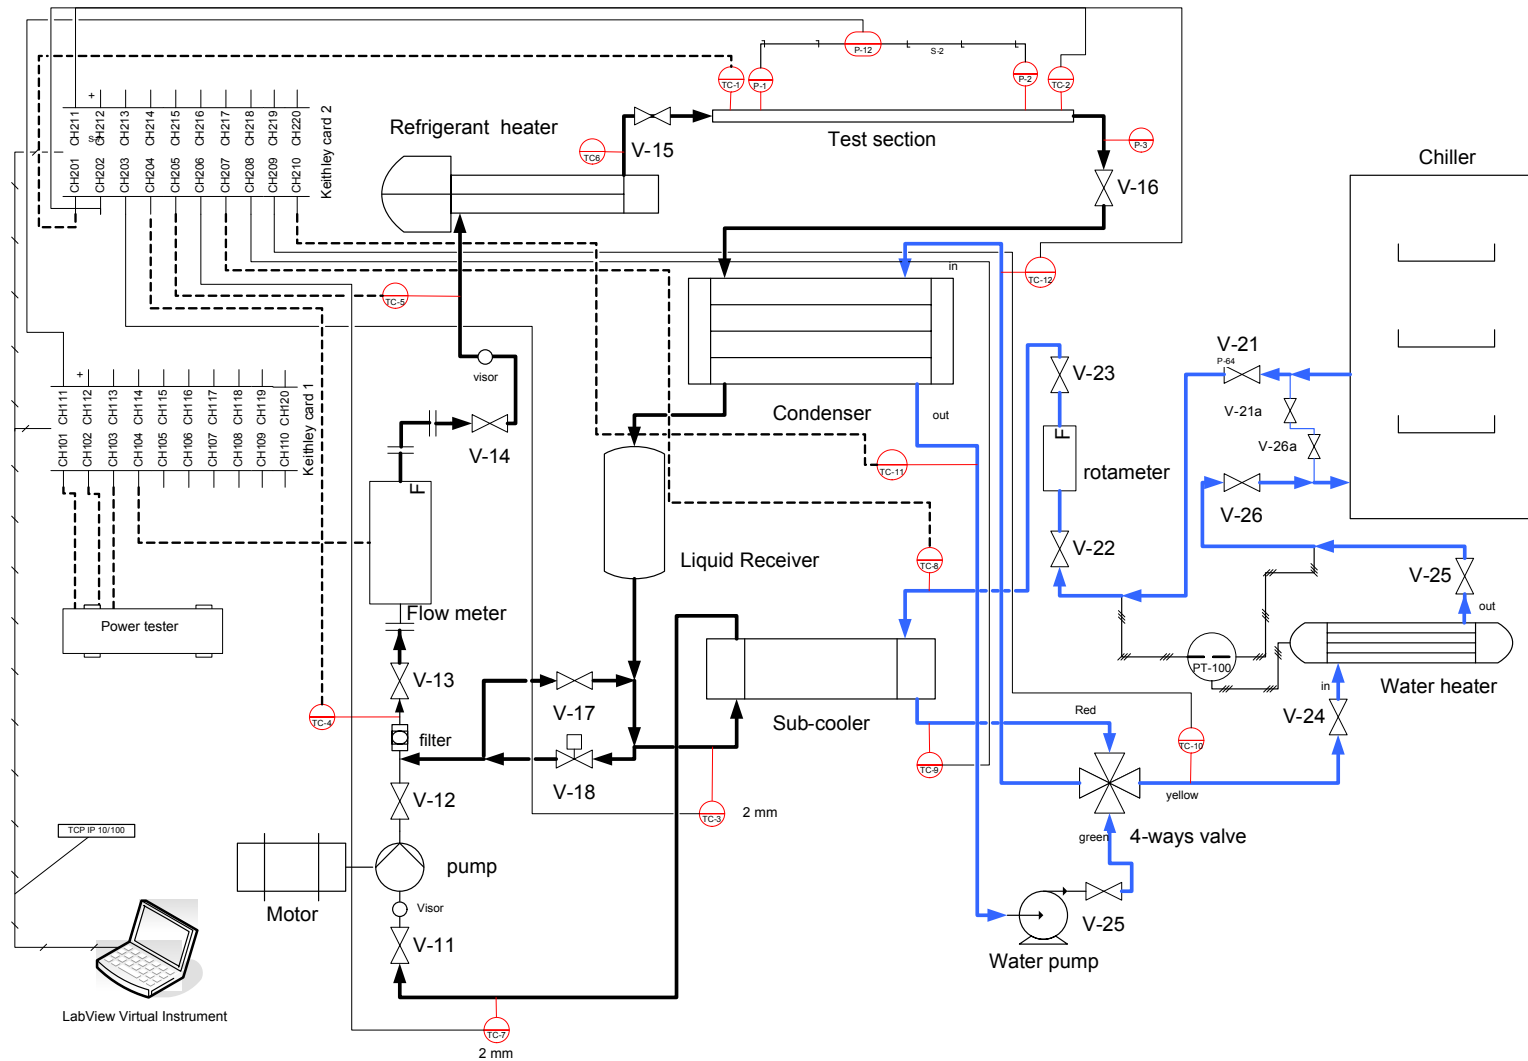 P-12
S-2
TC-1
P-1
P-2
TC-2
+
CH211
CH212
CH213
CH214
CH215
CH216
CH217
CH218
CH219
CH220
CH201
CH202
CH203
CH204
CH205
CH206
CH207
CH208
CH209
CH210
Keithley card 2
Refrigerant heater
TC6
V-15
Test section
P-3
V-16
Chiller
in
TC-12
TC-5
visor
V-14
Condenser
out
V-23
V-21
P-64
V-21a
V-26a
+
CH111
CH112
CH113
CH114
CH115
CH116
CH117
CH118
CH119
CH120
CH101
CH102
CH103
CH104
CH105
CH106
CH107
CH108
CH109
CH110
Keithley card 1
F
TC-11
F
rotameter
V-26
V-22
Liquid Receiver
TC-8
V-25
out
Flow meter
Power tester
PT-100
Water heater
in
V-13
V-17
Sub-cooler
Red
V-24
TC-4
filter
TC-9
TC-10
V-18
V-12
yellow
TC-3
2 mm
green
4-ways valve
TCP IP 10/100
pump
Motor
Visor
V-11
V-25
Water pump
LabView Virtual Instrument
TC-7
2 mm